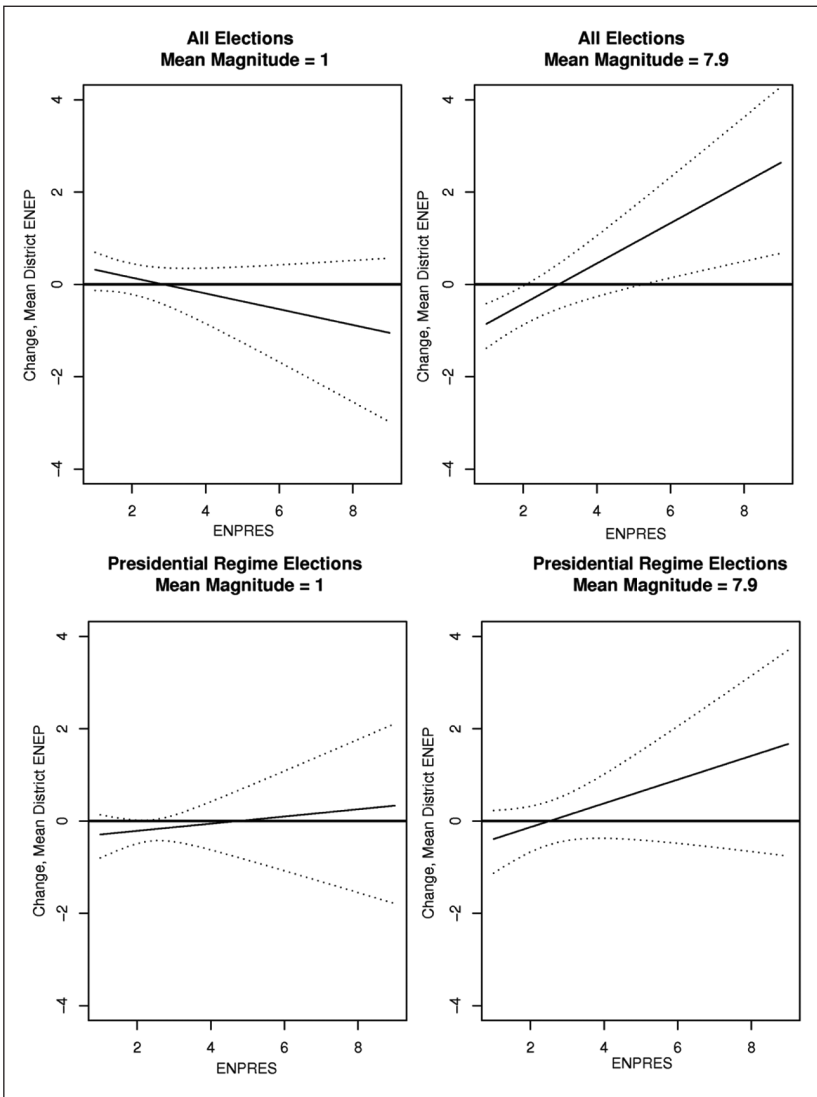 All Elections
Mean Magnitude = 1
Change, Mean District ENEP
4
2
0
−2
−4
2 4 6 8
ENPRES
All Elections
Mean Magnitude = 7.9
Change, Mean District ENEP
4
2
0
−2
−4
2 4 6 8
ENPRES
Presidential Regime Elections
Mean Magnitude = 1
Change, Mean District ENEP
4
2
0
−2
−4
2 4 6 8
ENPRES
Presidential Regime Elections
Mean Magnitude = 7.9
Change, Mean District ENEP
4
2
0
−2
−4
2 4 6 8
ENPRES